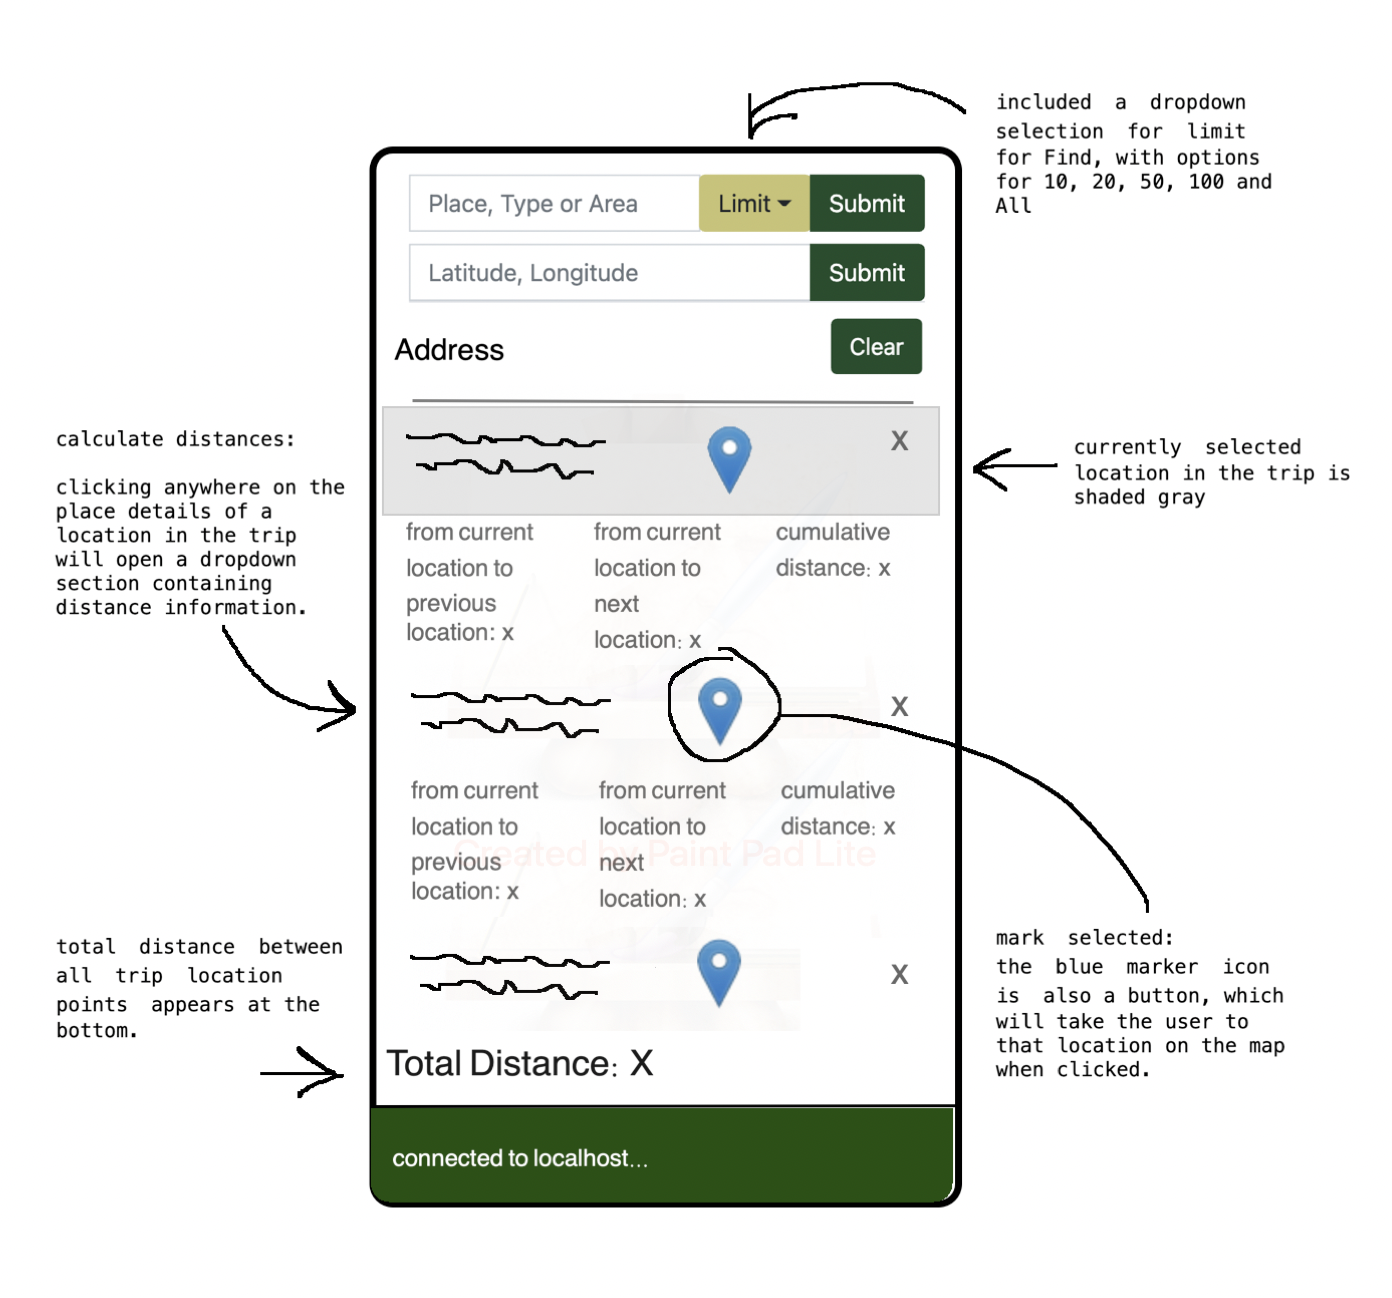 included a dropdown
selection for limit
for Find, with options
for 10, 20, 50, 100 and
All
Place, Type or Area
Limit
Submit
Latitude, Longitude
Submit
Address
Clear
calculate distances:
clicking anywhere on the
place details of a
location in the trip
will open a dropdown
section containing
distance information.
X
currently selected
location in the trip is
shaded gray
from current
location to
previous
location: x
from current
location to
next
location: x
cumulative
distance: x
X
from current
location to
previous
location: x
from current
location to
next
location: x
cumulative
distance: x
Created by Paint Pad Lite
total distance between
all trip location
points appears at the
bottom.
X
mark selected:
the blue marker icon
is also a button, which
will take the user to
that location on the map
when clicked.
Total Distance: X
connected to localhost...